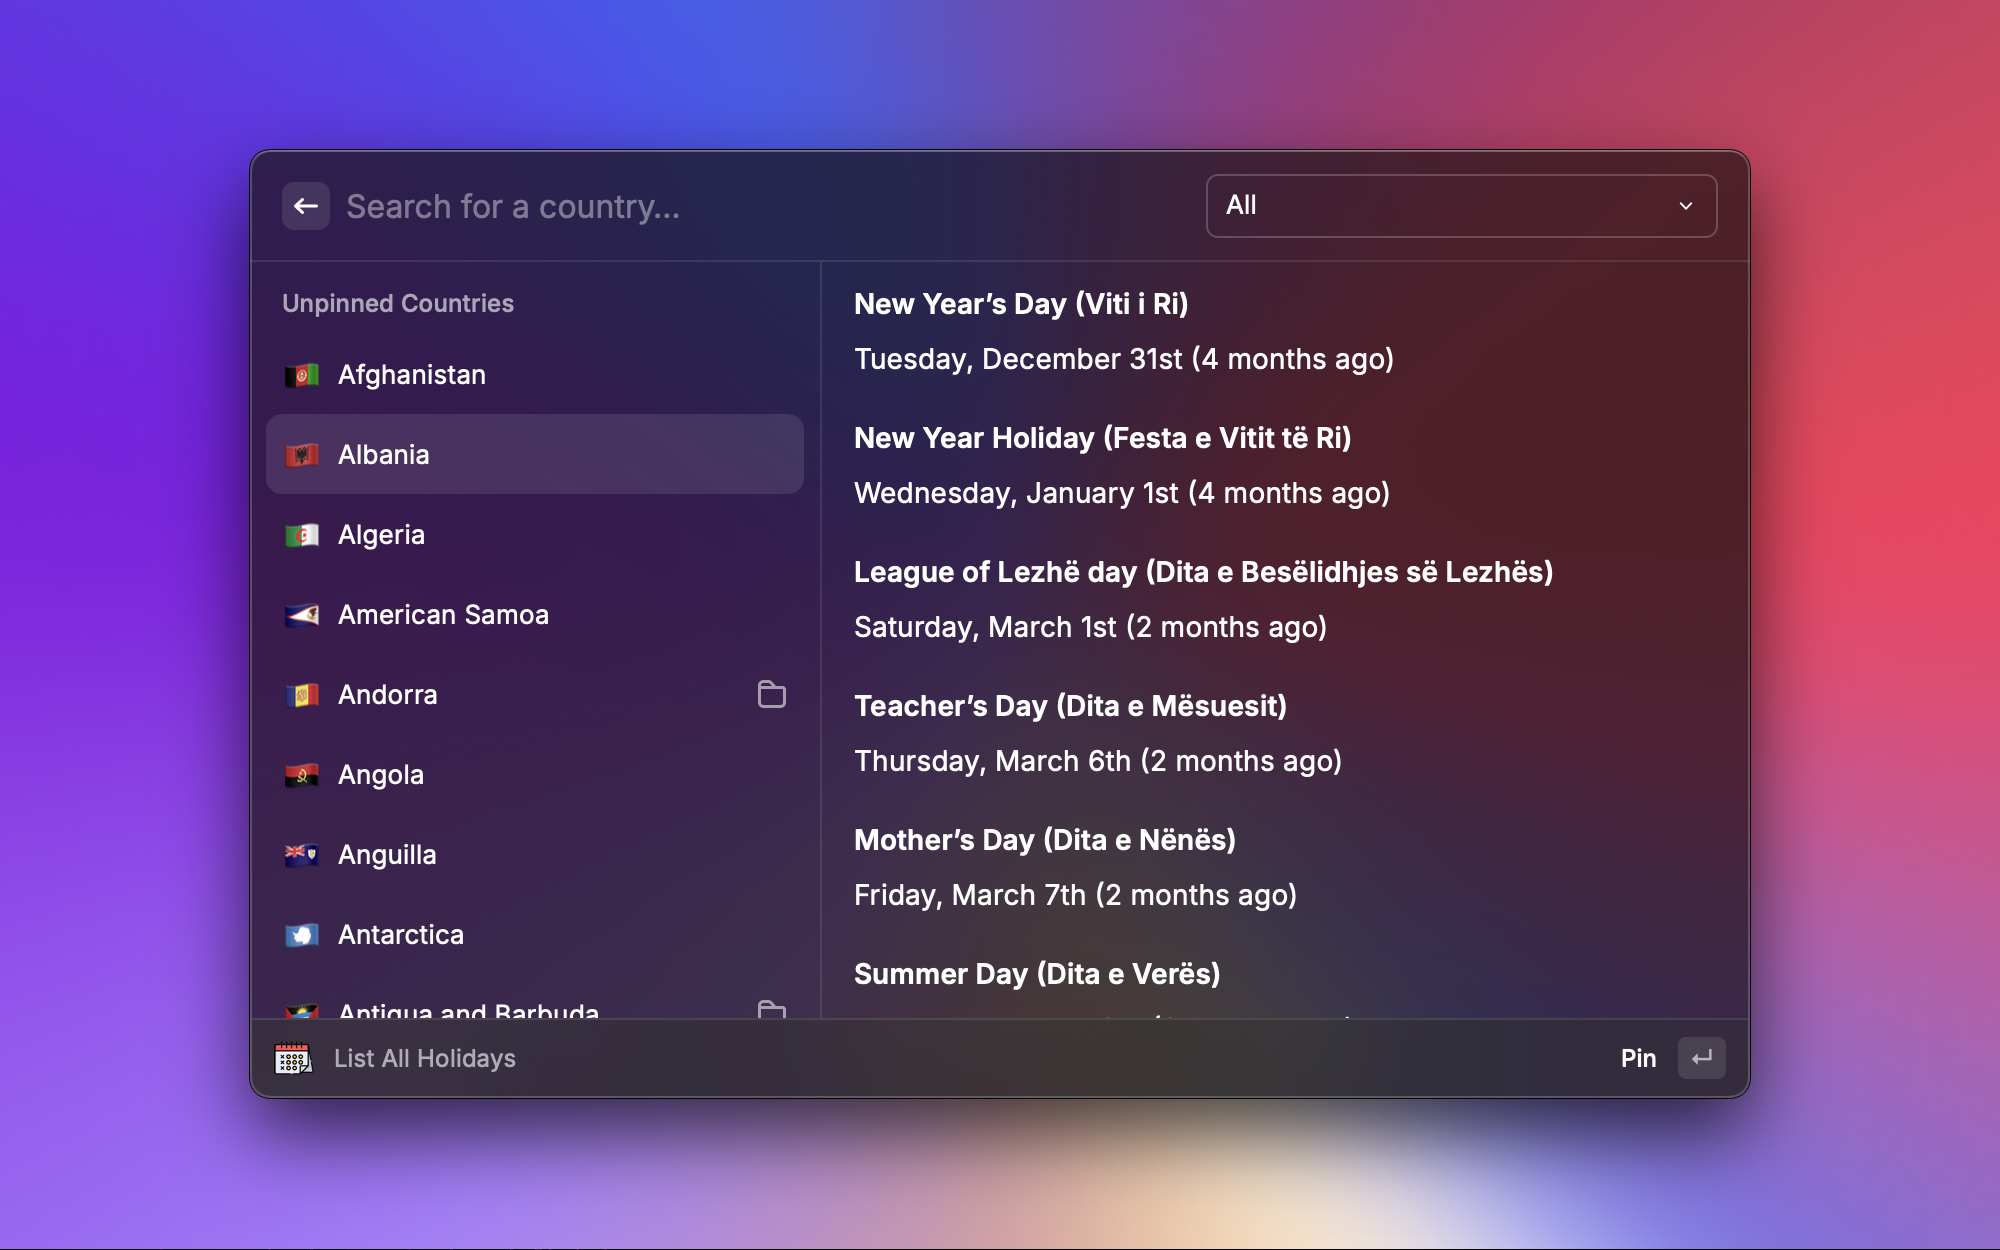 Search for a country...
All
Unpinned Countries
Afghanistan
Albania
Algeria
American Samoa
Andorra
Angola
Anguilla
Antarctica
Antigua and Barbuda
New Year’s Day (Viti i Ri)
Tuesday, December 31st (4 months ago)
New Year Holiday (Festa e Vitit të Ri)
Wednesday, January 1st (4 months ago)
League of Lezhë day (Dita e Besëlidhjes së Lezhës)
Saturday, March 1st (2 months ago)
Teacher’s Day (Dita e Mësuesit)
Thursday, March 6th (2 months ago)
Mother’s Day (Dita e Nënës)
Friday, March 7th (2 months ago)
Summer Day (Dita e Verës)
List All Holidays
Pin